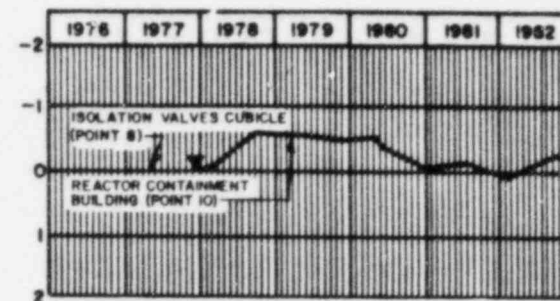 1976 1977 1978 1979 1980 1981 1982
-2
-1
ISOLATION VALVES CUBICLE
(POINT 8)
0
REACTOR CONTAINMENT
BUILDING (POINT 10)
1
2